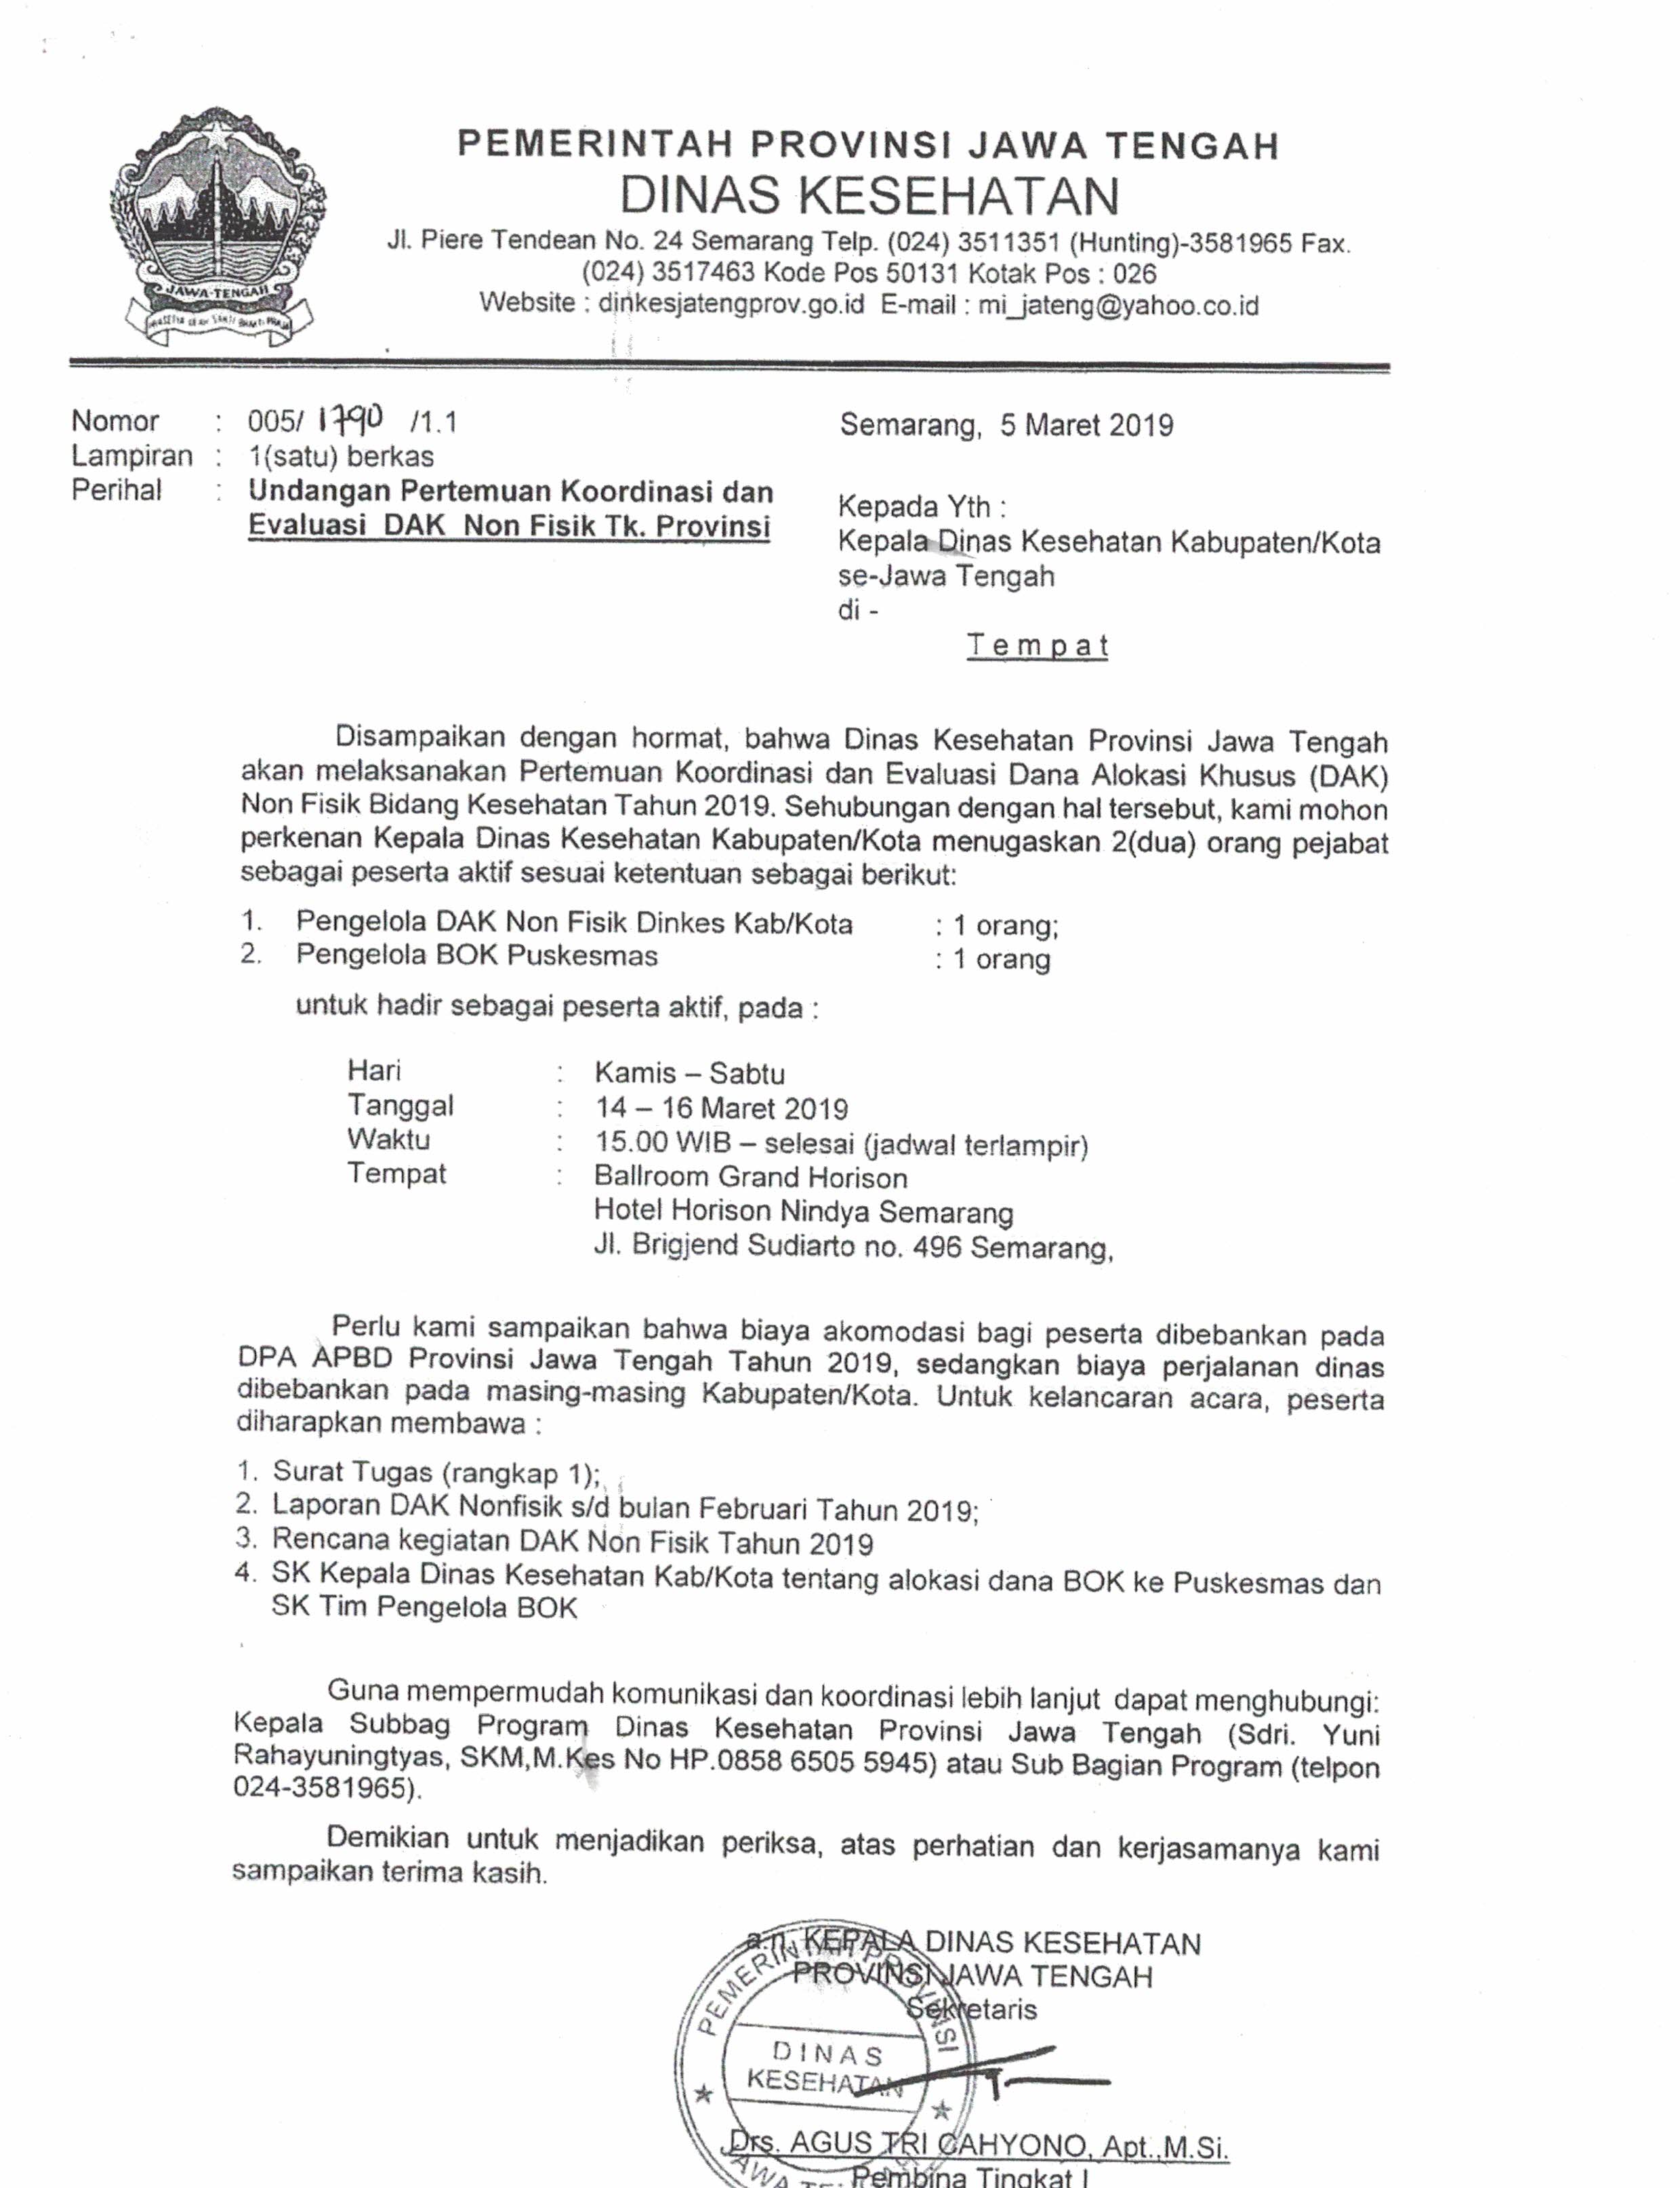 PEMERINTAH PROVINSI JAWA TENGAH
DINAS KESEHATAN
Jl. Piere Tendean No. 24 Semarang Telp. (024) 3511351 (Hunting)-3581965 Fax.
(024) 3517463 Kode Pos 50131 Kotak Pos : 026
Website : dinkesjatengprov.go.id E-mail : mi_jateng@yahoo.co.id
JAWA-TENGAH
Nomor : 005/ 1790 /1.1
Semarang, 5 Maret 2019
Lampiran : 1(satu) berkas
Perihal : Undangan Pertemuan Koordinasi dan
Evaluasi DAK Non Fisik Tk. Provinsi
Kepada Yth :
Kepala Dinas Kesehatan Kabupaten/Kota
se-Jawa Tengah
di -
T e m p a t
Disampaikan dengan hormat, bahwa Dinas Kesehatan Provinsi Jawa Tengah
akan melaksanakan Pertemuan Koordinasi dan Evaluasi Dana Alokasi Khusus (DAK)
Non Fisik Bidang Kesehatan Tahun 2019. Sehubungan dengan hal tersebut, kami mohon
perkenan Kepala Dinas Kesehatan Kabupaten/Kota menugaskan 2(dua) orang pejabat
sebagai peserta aktif sesuai ketentuan sebagai berikut:
1. Pengelola DAK Non Fisik Dinkes Kab/Kota : 1 orang;
2. Pengelola BOK Puskesmas : 1 orang
untuk hadir sebagai peserta aktif, pada :
Hari : Kamis – Sabtu
Tanggal : 14 – 16 Maret 2019
Waktu : 15.00 WIB – selesai (jadwal terlampir)
Tempat : Ballroom Grand Horison
Hotel Horison Nindya Semarang
Jl. Brigjend Sudiarto no. 496 Semarang,
Perlu kami sampaikan bahwa biaya akomodasi bagi peserta dibebankan pada
DPA APBD Provinsi Jawa Tengah Tahun 2019, sedangkan biaya perjalanan dinas
dibebankan pada masing-masing Kabupaten/Kota. Untuk kelancaran acara, peserta
diharapkan membawa :
1. Surat Tugas (rangkap 1);
2. Laporan DAK Nonfisik s/d bulan Februari Tahun 2019;
3. Rencana kegiatan DAK Non Fisik Tahun 2019
4. SK Kepala Dinas Kesehatan Kab/Kota tentang alokasi dana BOK ke Puskesmas dan
SK Tim Pengelola BOK
Guna mempermudah komunikasi dan koordinasi lebih lanjut dapat menghubungi:
Kepala Subbag Program Dinas Kesehatan Provinsi Jawa Tengah (Sdri. Yuni
Rahayuningtyas, SKM,M.Kes No HP.0858 6505 5945) atau Sub Bagian Program (telpon
024-3581965).
Demikian untuk menjadikan periksa, atas perhatian dan kerjasamanya kami
sampaikan terima kasih.
a.n. KEPALA DINAS KESEHATAN
PROVINSI JAWA TENGAH
Sekretaris
PEMERINTAH PROVINSI
DINAS
KESEHATAN
JAWA TENGAH
Drs. AGUS TRI CAHYONO, Apt.,M.Si.
Pembina Tingkat I